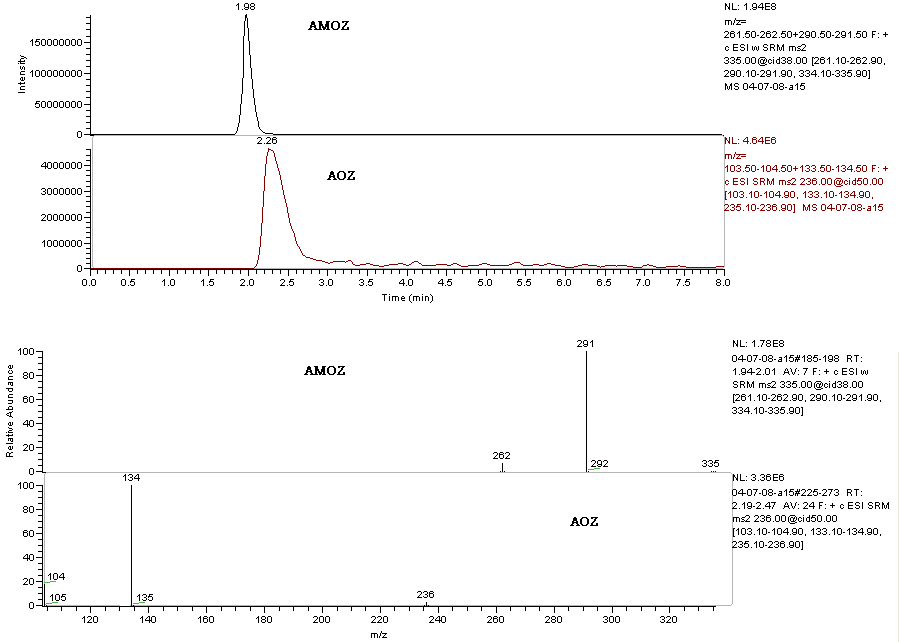 1.98
AMOZ
NL: 1.94E8
m/z=
261.50-262.50+290.50-291.50 F: +
c ESI w SRM ms2
335.00@cid38.00 [261.10-262.90,
290.10-291.90, 334.10-335.90]
MS 04-07-08-a15
150000000
100000000
50000000
0
Intensity
2.26
AOZ
NL: 4.64E6
m/z=
103.50-104.50+133.50-134.50 F: +
c ESI SRM ms2 236.00@cid50.00
[103.10-104.90, 133.10-134.90,
235.10-236.90] MS 04-07-08-a15
4000000
3000000
2000000
1000000
0
0.0 0.5 1.0 1.5 2.0 2.5 3.0 3.5 4.0 4.5 5.0 5.5 6.0 6.5 7.0 7.5 8.0
Time (min)
291
AMOZ
NL: 1.78E8
04-07-08-a15#185-198 RT:
1.94-2.01 AV: 7 F: + c ESI w
SRM ms2 335.00@cid38.00
[261.10-262.90, 290.10-291.90,
334.10-335.90]
100
80
60
40
20
0
Relative Abundance
262
292
335
134
AOZ
NL: 3.36E6
04-07-08-a15#225-273 RT:
2.19-2.47 AV: 24 F: + c ESI SRM
ms2 236.00@cid50.00
[103.10-104.90, 133.10-134.90,
235.10-236.90]
100
80
60
40
20
0
104
105
135
236
120 140 160 180 200 220 240 260 280 300 320
m/z